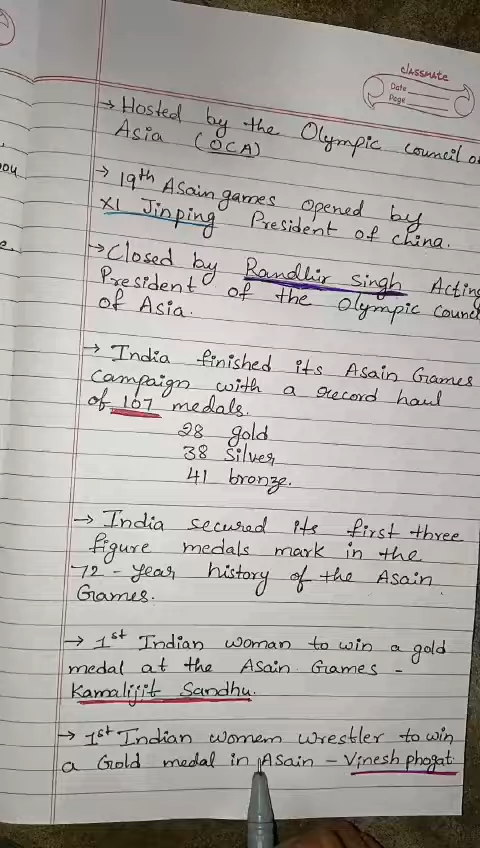 classmate
Date
Page
→ Hosted by the Olympic council of
Asia (OCA)
→ 19th Asain games opened by
XI Jinping President of china.
→ Closed by Randhir singh Acting
President of the Olympic Council
of Asia.
→ India finished its Asain Games
campaign with a record haul
of 107 medals.
28 gold
38 Silver
41 bronze.
→ India secured its first three
figure medals mark in the
72-year history of the Asain
Games.
→ 1st Indian woman to win a gold
medal at the Asain Games -
Kamalijit Sandhu.
→ 1st Indian womem wrestler to win
a Gold medal in Asain - Vinesh phogat